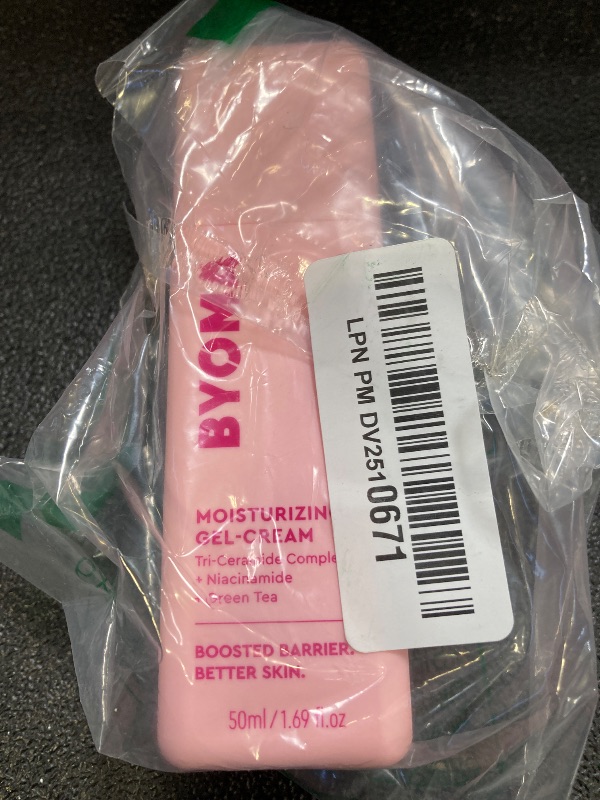 BYOMA
MOISTURIZING
GEL-CREAM
Tri-Ceramide Comple
+ Niacinamide
+ Green Tea
BOOSTED BARRIER.
BETTER SKIN.
50ml / 1.69 fl.oz
LPN PM DV2510671